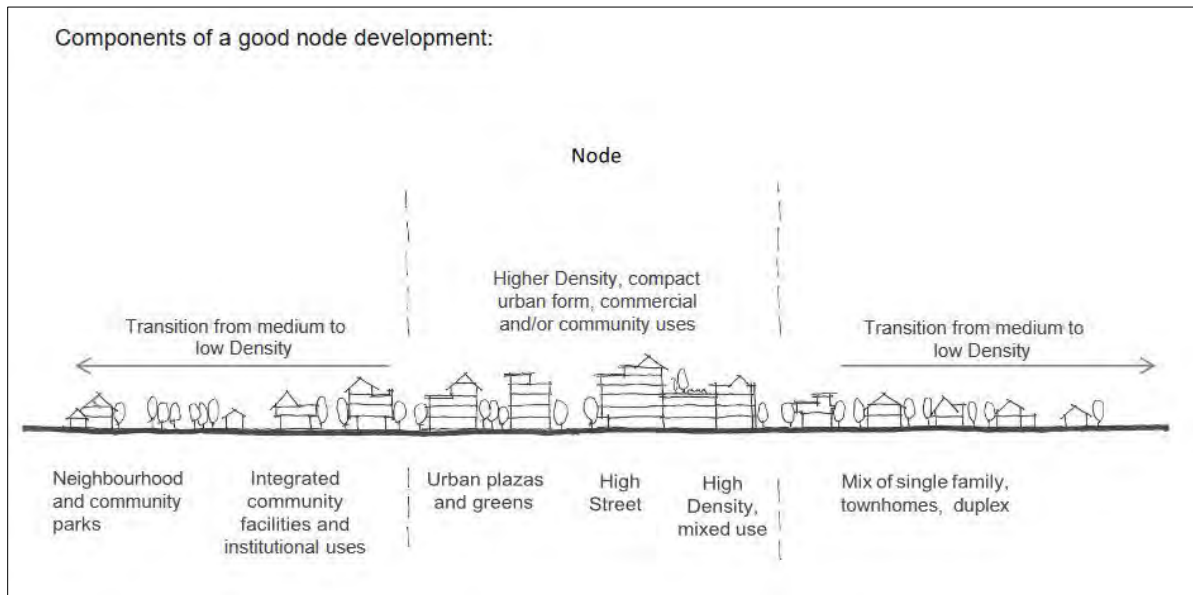 Components of a good node development:
Node
Higher Density, compact
urban form, commercial
and/or community uses
Transition from medium to
low Density
Transition from medium to
low Density
Neighbourhood
and community
parks
Integrated
community
facilities and
institutional uses
Urban plazas
and greens
High
Street
High
Density,
mixed use
Mix of single family,
townhomes, duplex